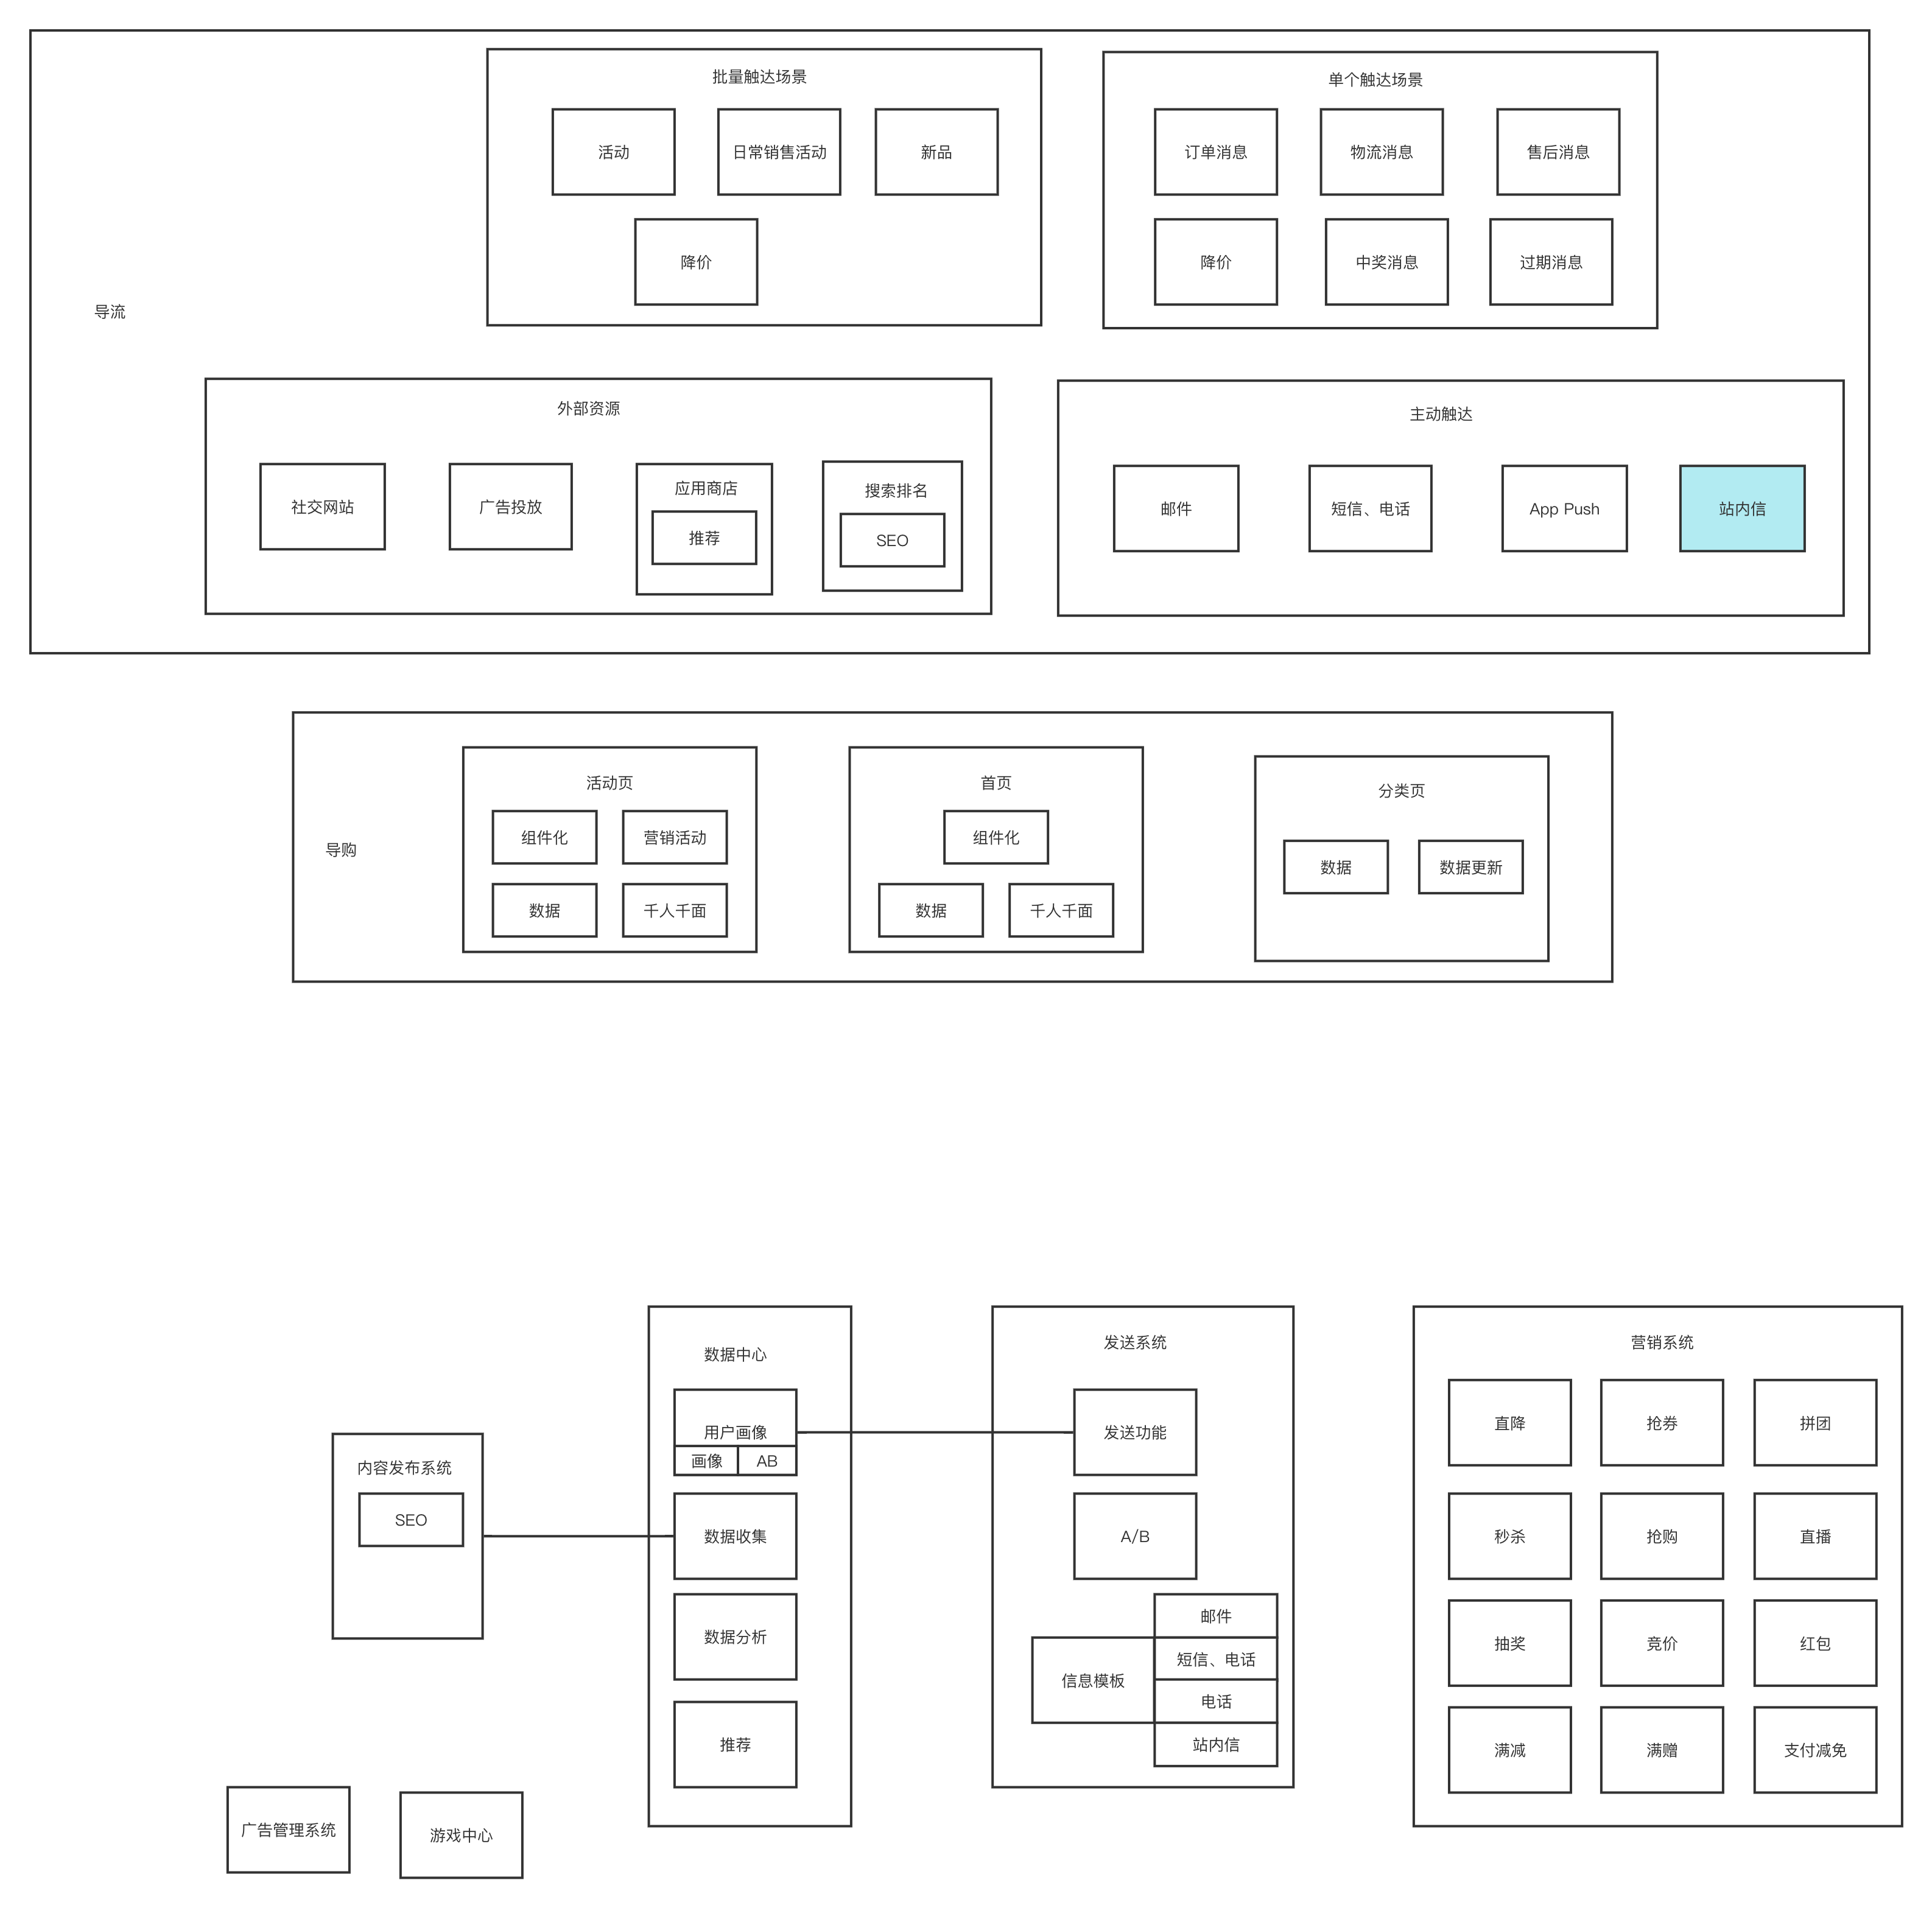 批量触达场景
活动
日常销售活动
新品
降价
单个触达场景
订单消息
物流消息
售后消息
降价
中奖消息
过期消息
导流
外部资源
社交网站
广告投放
应用商店
推荐
搜索排名
SEO
主动触达
邮件
短信、电话
App Push
站内信
导购
活动页
组件化
营销活动
数据
千人千面
首页
组件化
数据
千人千面
分类页
数据
数据更新
内容发布系统
SEO
数据中心
用户画像
画像
AB
数据收集
数据分析
推荐
发送系统
发送功能
A/B
信息模板
邮件
短信、电话
电话
站内信
营销系统
直降
抢券
拼团
秒杀
抢购
直播
抽奖
竞价
红包
满减
满赠
支付减免
广告管理系统
游戏中心